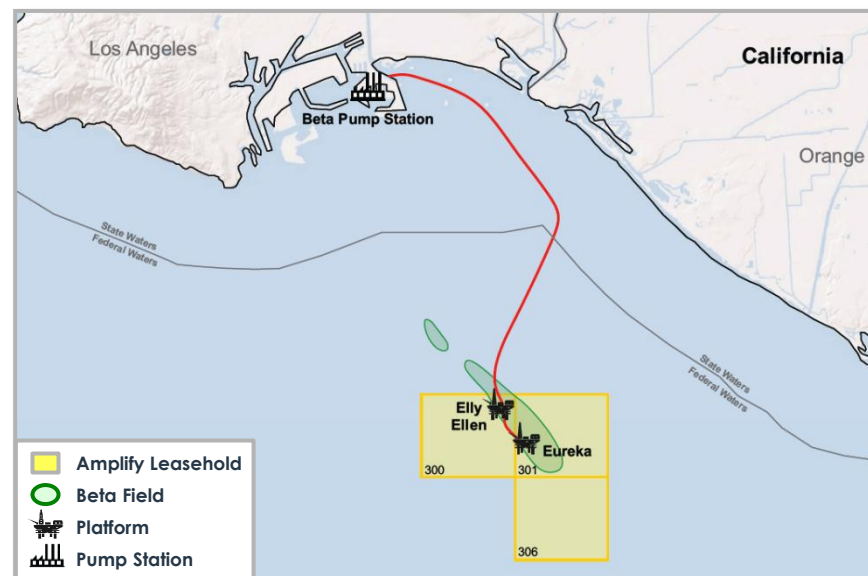 Los Angeles
California
Beta Pump Station
Orange
State Waters
Federal Waters
State Waters
Federal Waters
Elly
Ellen
Eureka
300
301
306
Amplify Leasehold
Beta Field
Platform
Pump Station